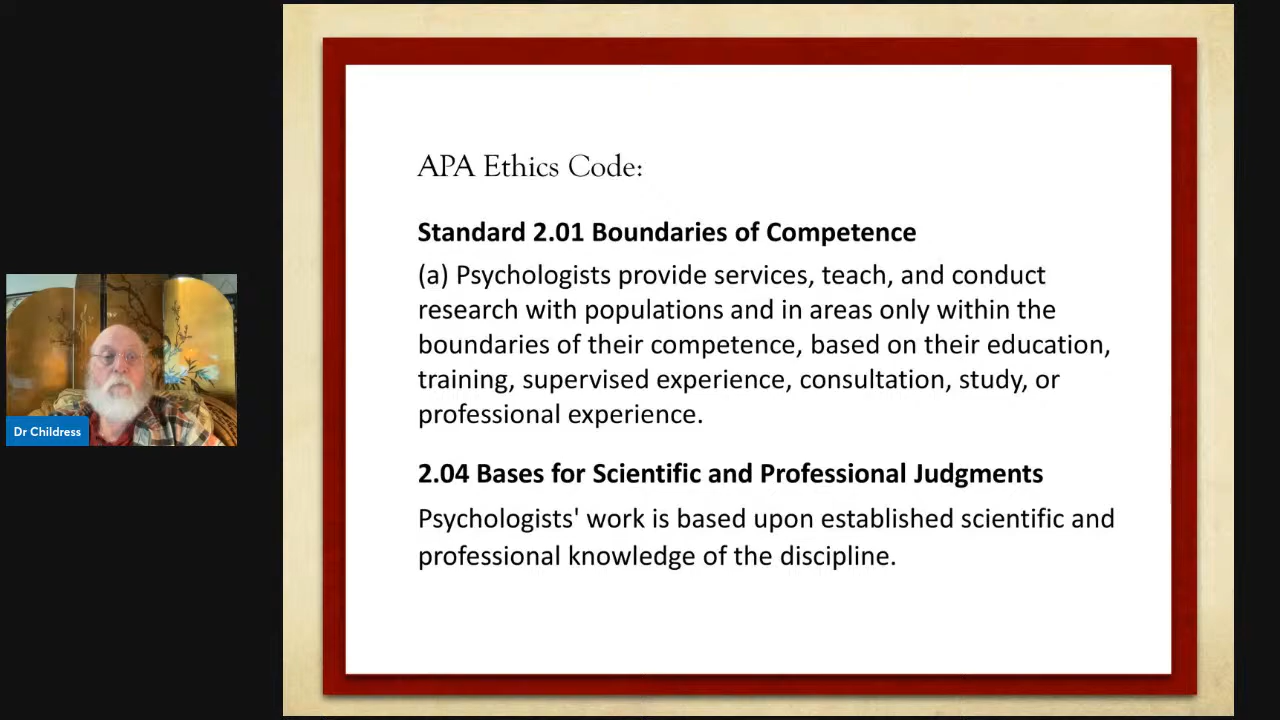 APA Ethics Code:
Standard 2.01 Boundaries of Competence
(a) Psychologists provide services, teach, and conduct
research with populations and in areas only within the
boundaries of their competence, based on their education,
training, supervised experience, consultation, study, or
professional experience.
2.04 Bases for Scientific and Professional Judgments
Psychologists' work is based upon established scientific and
professional knowledge of the discipline.
Dr Childress